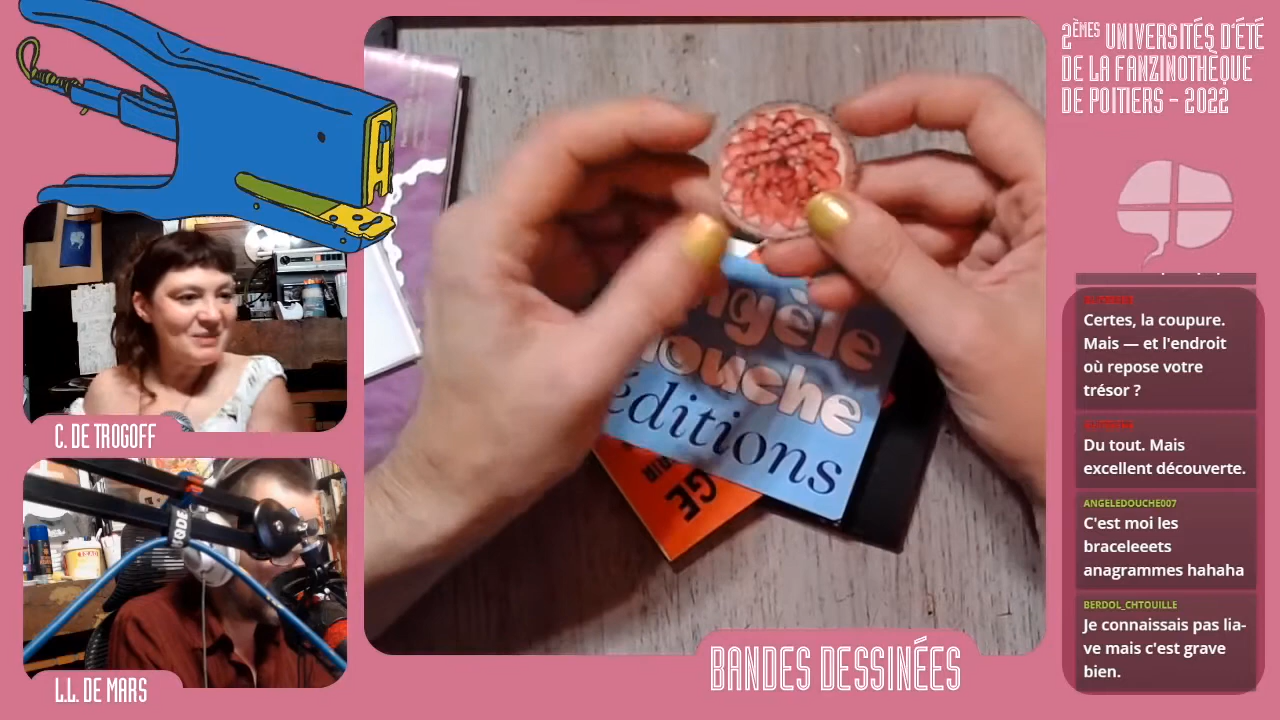 2ÈMES UNIVERSITÉS D'ÉTÉ
DE LA FANZINOTHÈQUE
DE POITIERS - 2022
Certes, la coupure.
Mais — et l'endroit
où repose votre
trésor ?
Du tout. Mais
excellent découverte.
ANGELEDOUCHE007
C'est moi les
braceleeets
anagrammes hahaha
BERDOL_CHTOUILLE
Je connaissais pas lia-
ve mais c'est grave
bien.
éditions
C. DE TROGOFF
L.L. DE MARS
BANDES DESSINÉES